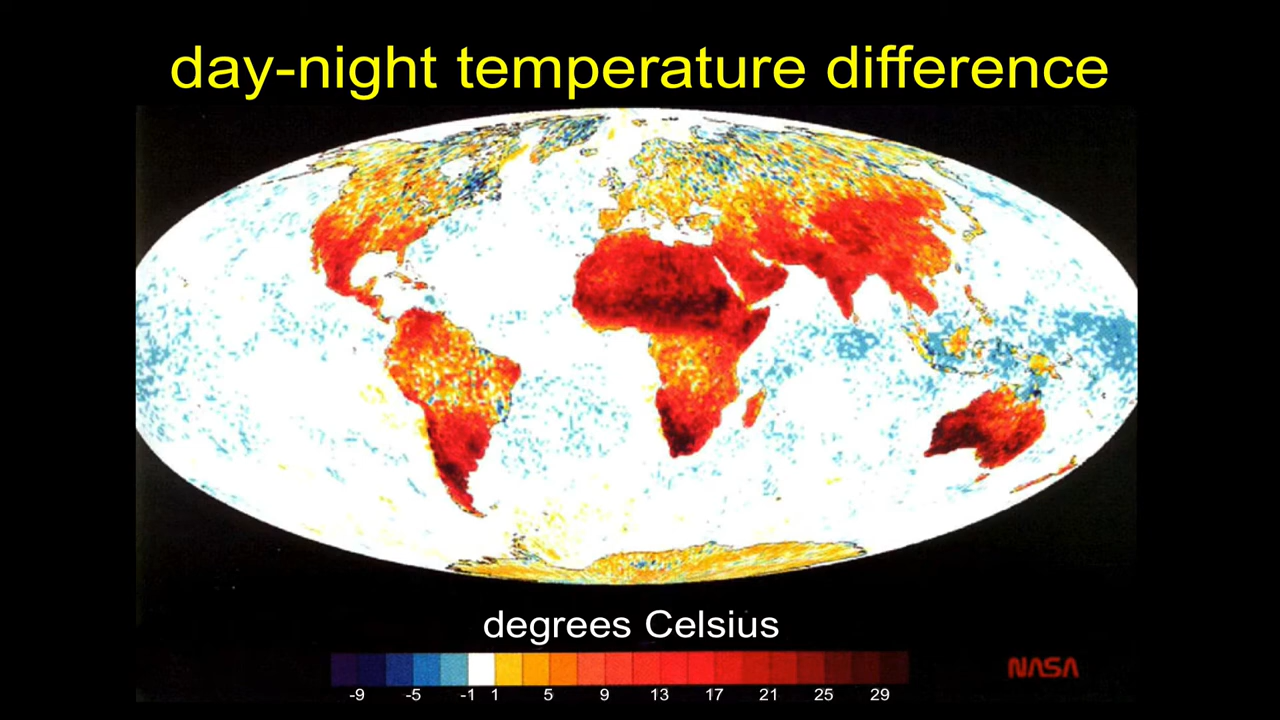 day-night temperature difference
degrees Celsius
-9 -5 -1 1 5 9 13 17 21 25 29
NASA